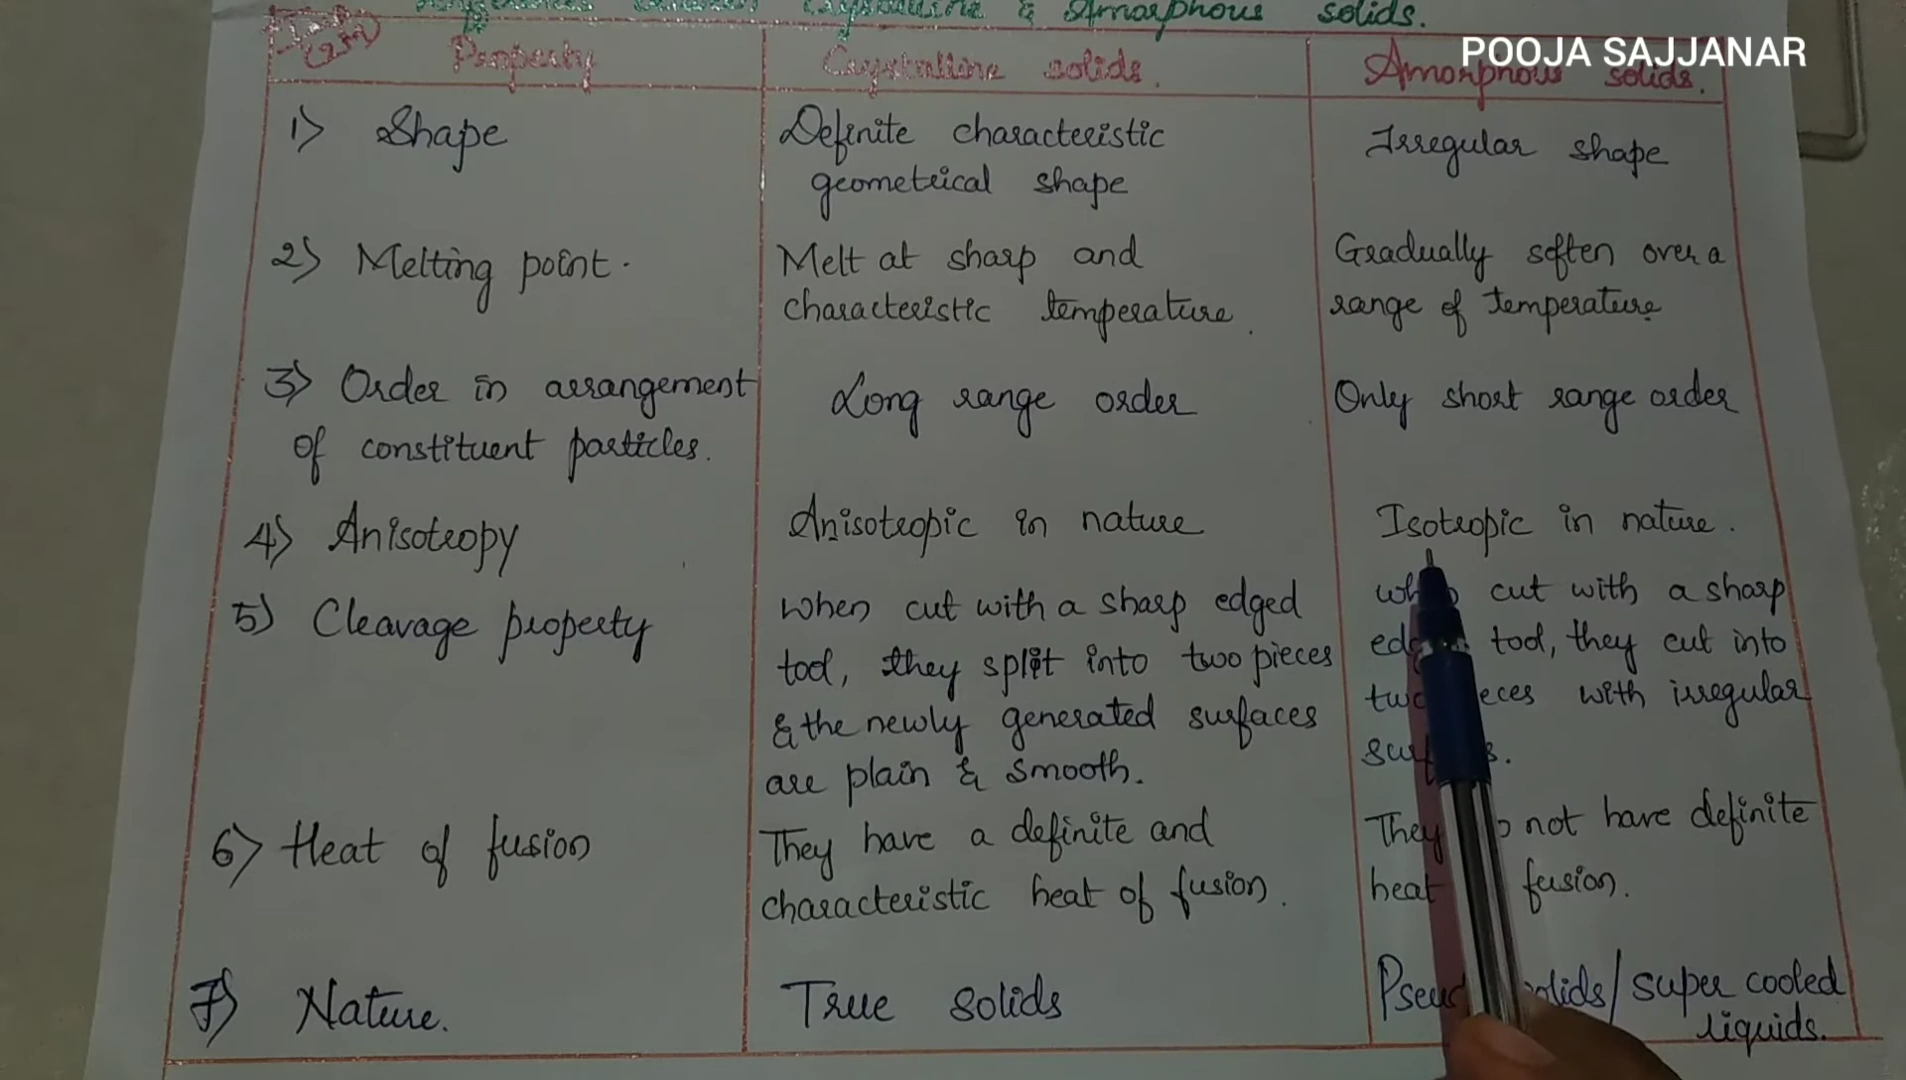 Crystalline & Amorphous solids.
POOJA SAJJANAR
Property Crystalline solids. Amorphous solids.
1) Shape Definite characteristic Irregular shape
geometrical shape
2) Melting point. Melt at sharp and Gradually soften over a
characteristic temperature. range of temperature.
3) Order in arrangement Long range order Only short range order
of constituent particles.
4) Anisotropy Anisotropic in nature Isotropic in nature.
5) Cleavage property When cut with a sharp edged cut with a sharp
tool, they split into two pieces tool, they cut into
& the newly generated surfaces with irregular
are plain & smooth.
6) Heat of fusion They have a definite and They not have definite
characteristic heat of fusion. heat fusion.
7) Nature. True solids / super cooled
liquids.